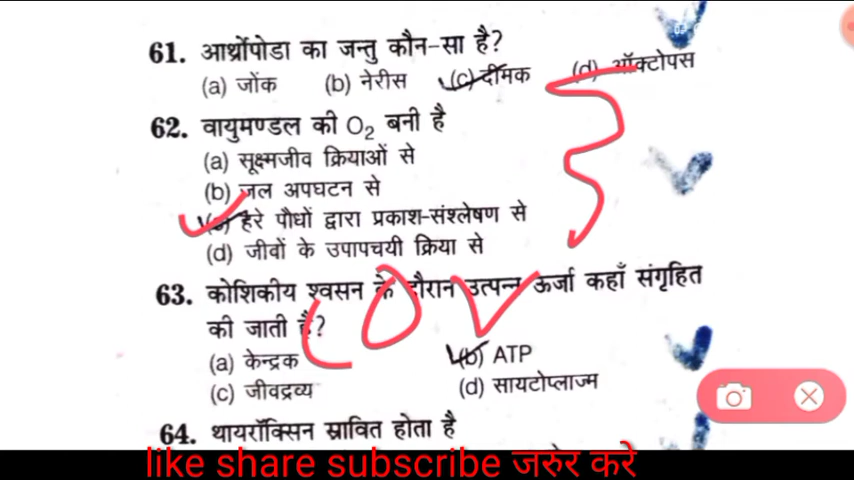 61. आर्थ्रोपोडा का जन्तु कौन-सा है?
(a) जोंक (b) नेरीस (c) दीमक (d) ऑक्टोपस
62. वायुमण्डल की O₂ बनी है
(a) सूक्ष्मजीव क्रियाओं से
(b) जल अपघटन से
(c) हरे पौधों द्वारा प्रकाश-संश्लेषण से
(d) जीवों के उपापचयी क्रिया से
63. कोशिकीय श्वसन के दौरान उत्पन्न ऊर्जा कहाँ संगृहित
की जाती है?
(a) केन्द्रक (b) ATP
(c) जीवद्रव्य (d) सायटोप्लाज्म
64. थायरॉक्सिन स्रावित होता है
like share subscribe जरुर करे